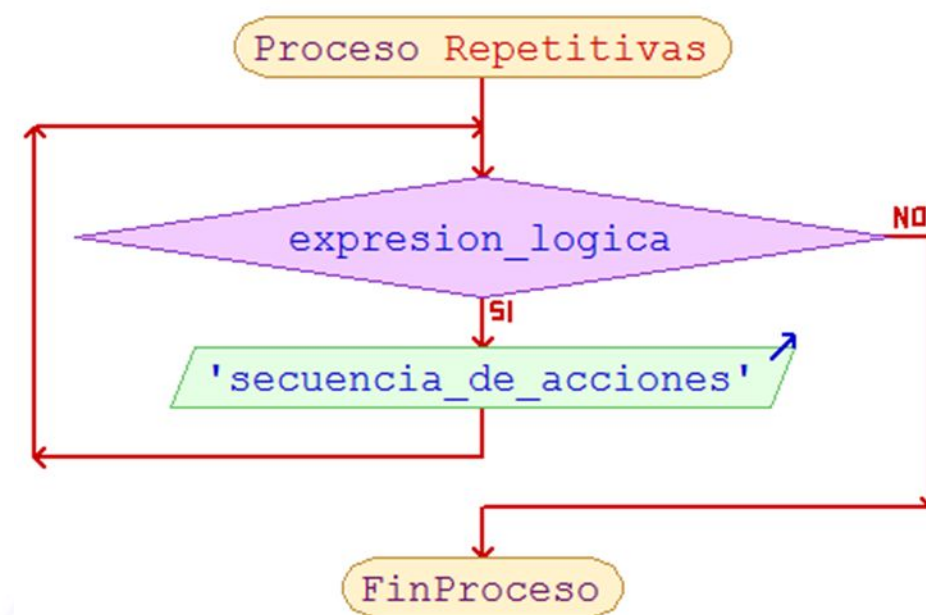 Proceso Repetitivas
expresion_logica
NO
SI
'secuencia_de_acciones'
FinProceso